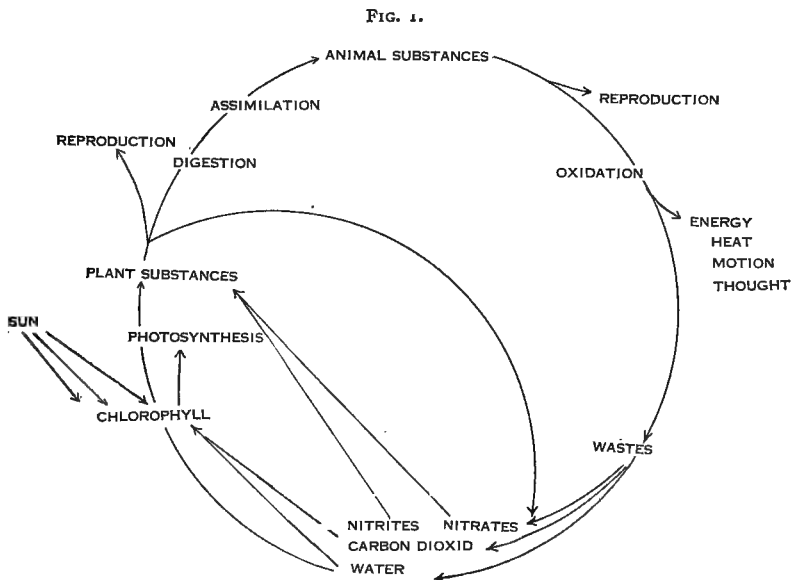 FIG. 1.
ANIMAL SUBSTANCES
REPRODUCTION
ASSIMILATION
REPRODUCTION
DIGESTION
OXIDATION
ENERGY
HEAT
MOTION
THOUGHT
PLANT SUBSTANCES
SUN
PHOTOSYNTHESIS
CHLOROPHYLL
WASTES
NITRITES NITRATES
CARBON DIOXID
WATER